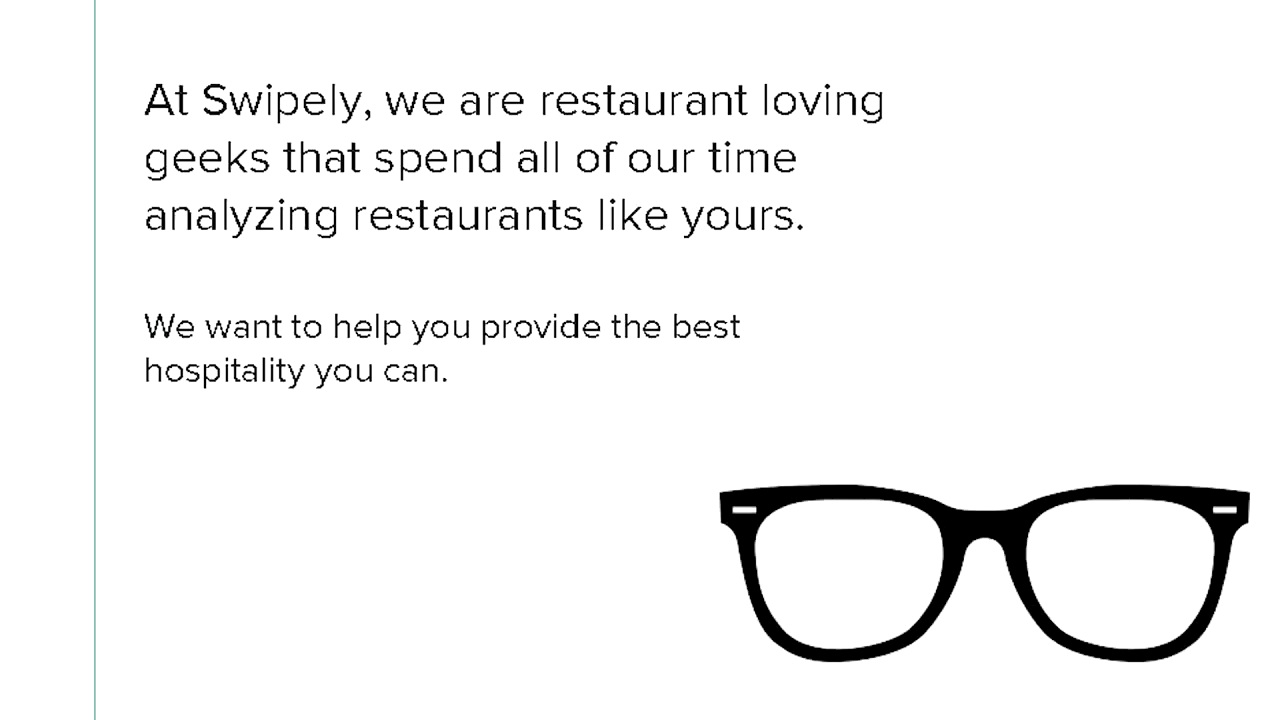 At Swipely, we are restaurant loving
geeks that spend all of our time
analyzing restaurants like yours.
We want to help you provide the best
hospitality you can.